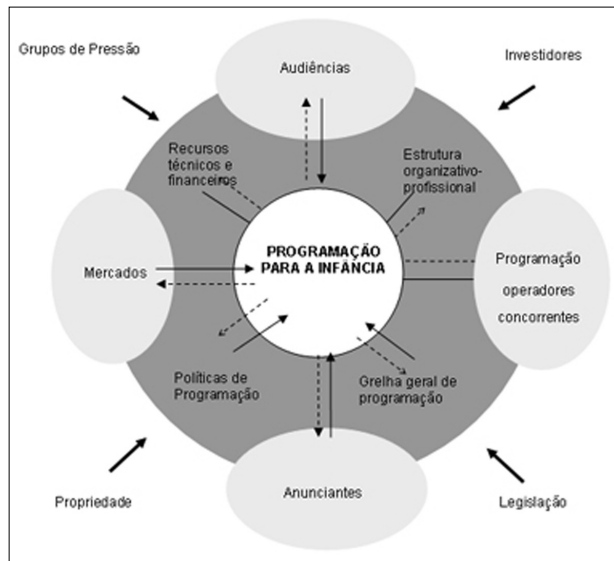 Grupos de Pressão
Audiências
Investidores
Recursos
técnicos e
financeiros
Estrutura
organizativo-
profissional
Mercados
PROGRAMAÇÃO
PARA A INFÂNCIA
Programação
operadores
concorrentes
Políticas de
Programação
Grelha geral de
programação
Propriedade
Anunciantes
Legislação